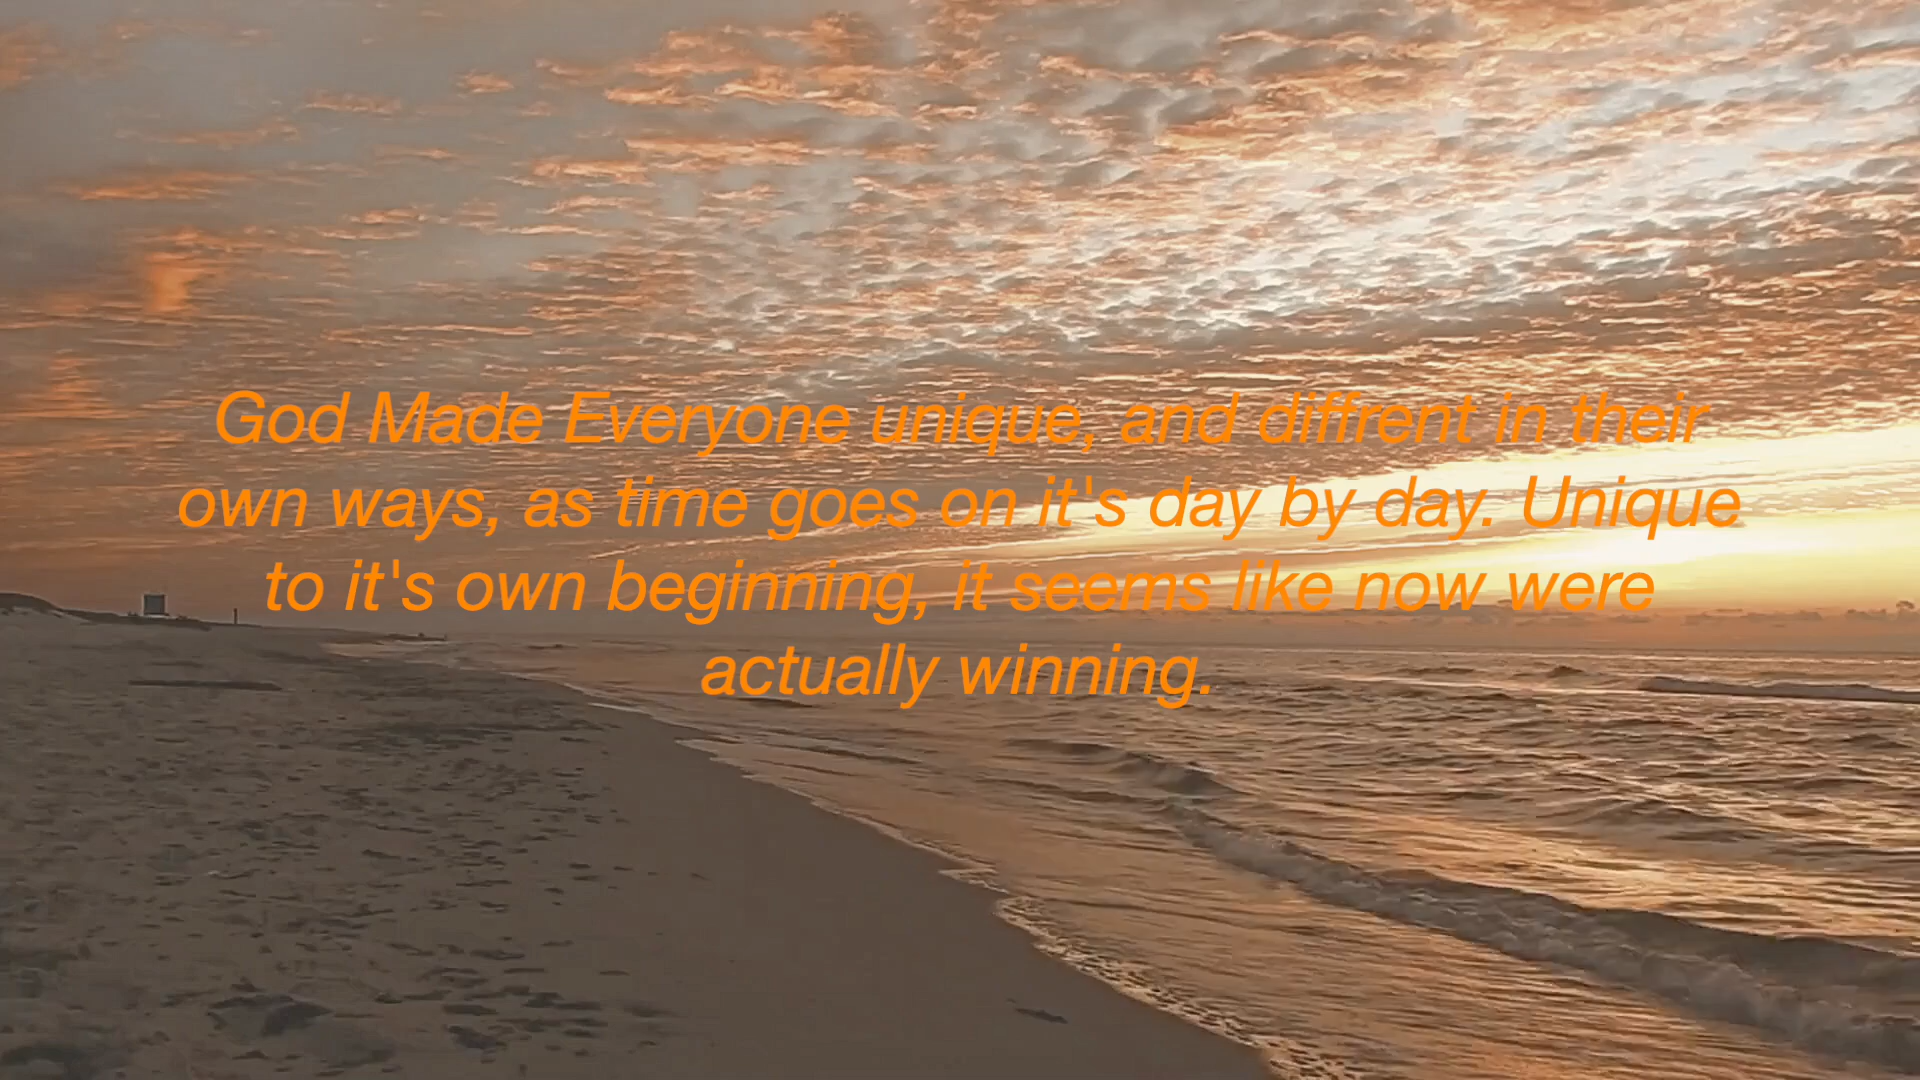 God Made Everyone unique, and diffrent in their
own ways, as time goes on it's day by day. Unique
to it's own beginning, it seems like now were
actually winning.